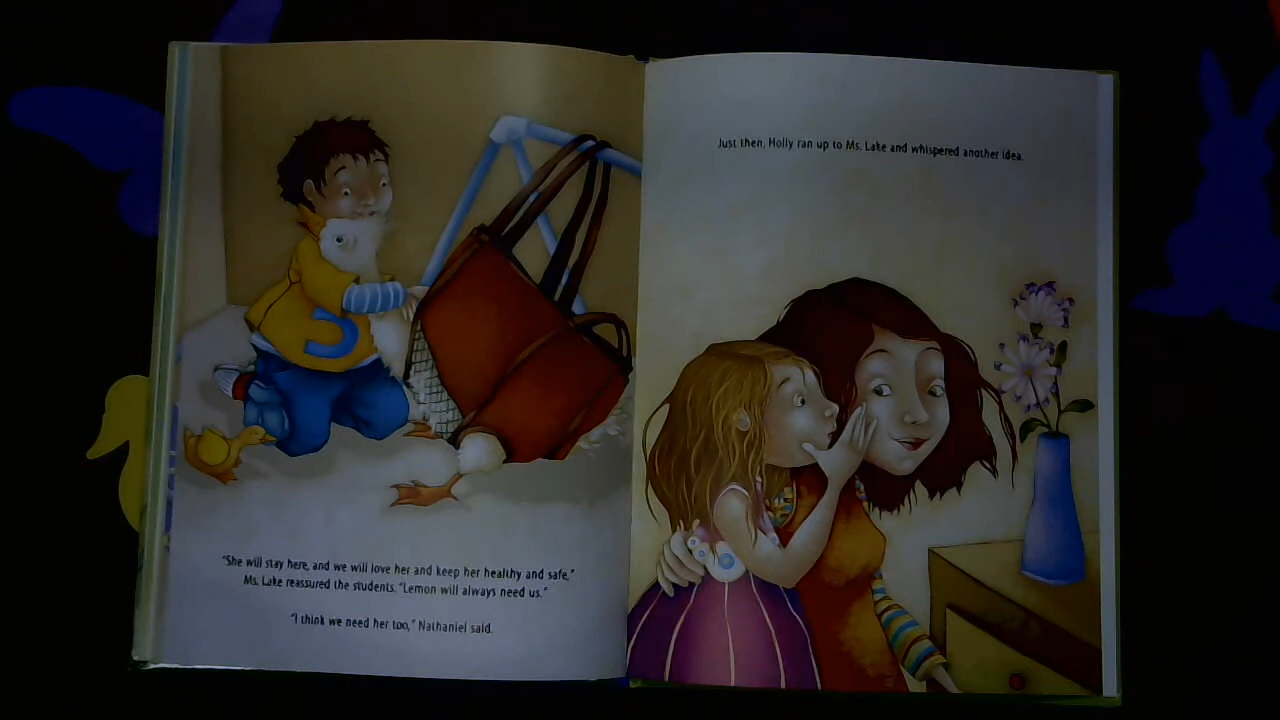 "She will stay here, and we will love her and keep her healthy and safe,"
Ms. Lake reassured the students. "Lemon will always need us."
"I think we need her too," Nathaniel said.
Just then, Holly ran up to Ms. Lake and whispered another idea.